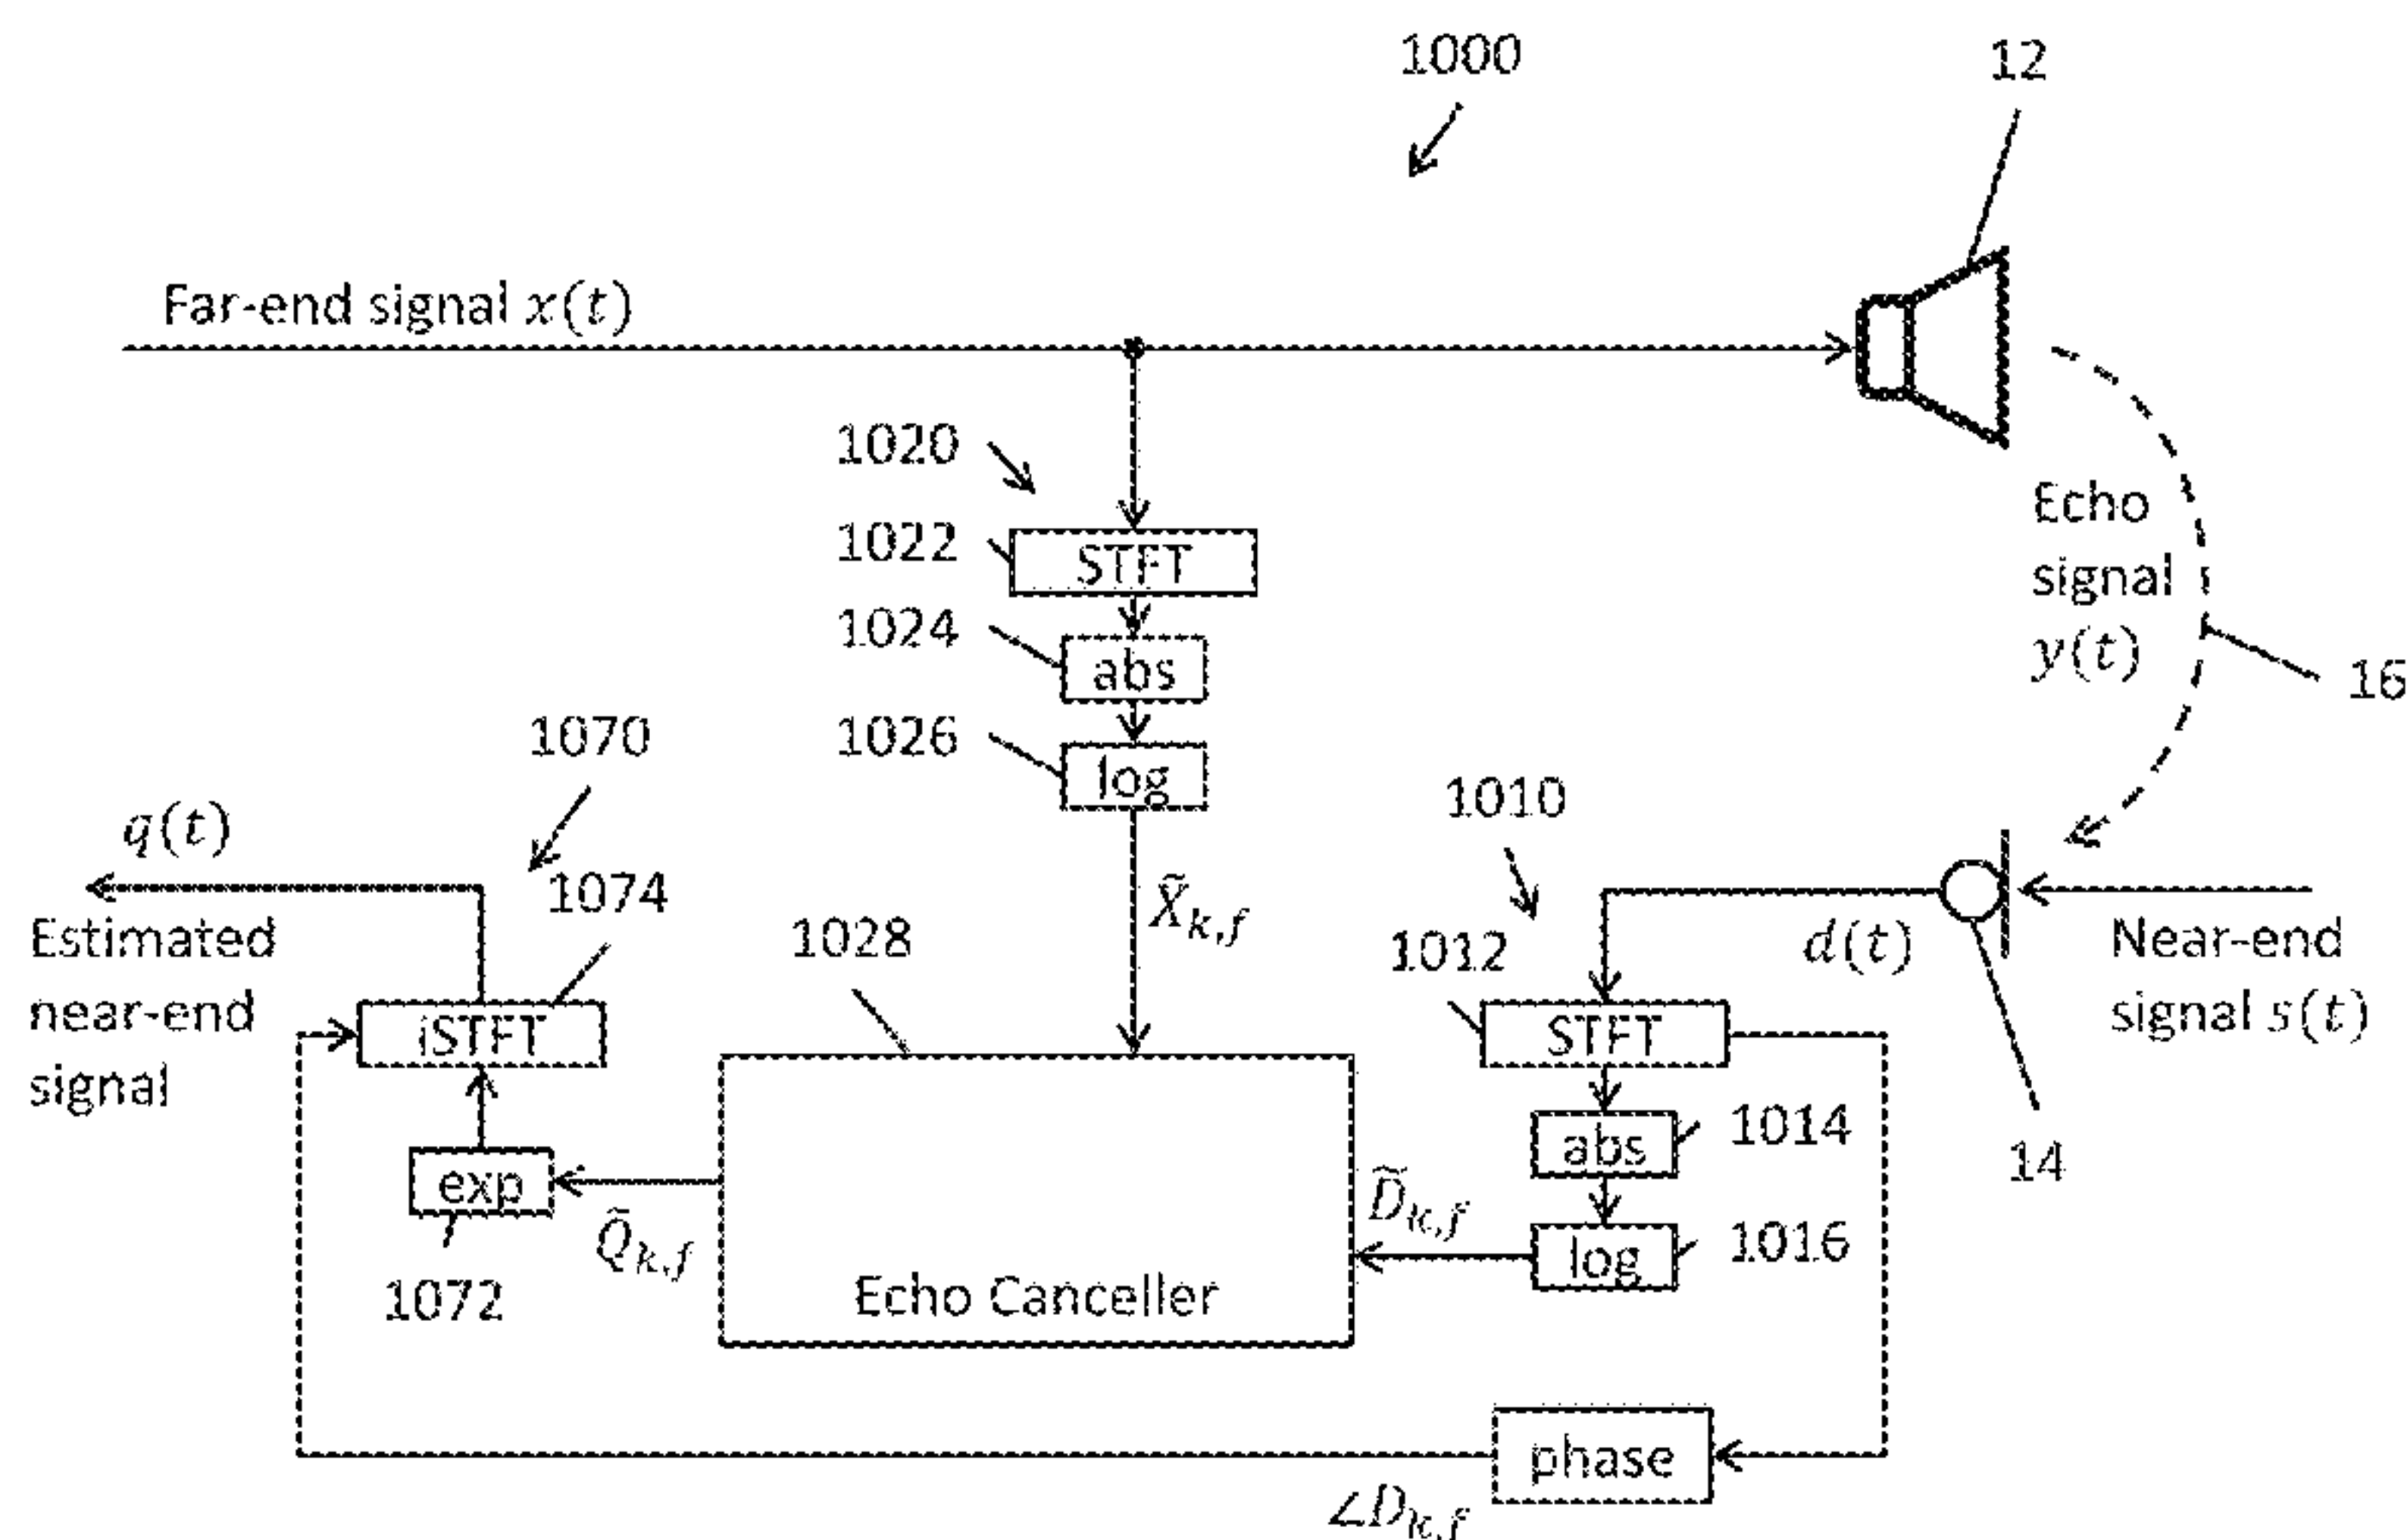 1000
12
Far-end signal x(t)
1020
1022
STFT
1024
abs
1026
log
Echo
signal
y(t)
16
1070
q(t)
1074
Estimated
near-end
signal
iSTFT
exp
1072
Q̃k,f
1028
X̃k,f
Echo Canceller
1010
1012
d(t)
STFT
1014
abs
D̃k,f
1016
log
Near-end
signal s(t)
14
phase
∠Dk,f